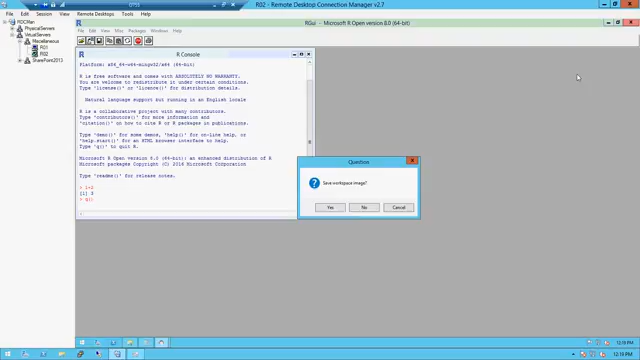 R02 - Remote Desktop Connection Manager v2.7
File Edit Session View Remote Desktops Tools Help
RDCMan
PhysicalServers
VirtualServers
Miscellaneous
R01
R02
SharePoint2013
RGui - Microsoft R Open version 8.0 (64-bit)
File Edit View Misc Packages Windows Help
R Console
Platform: x86_64-w64-mingw32/x64 (64-bit)
R is free software and comes with ABSOLUTELY NO WARRANTY.
You are welcome to redistribute it under certain conditions.
Type 'license()' or 'licence()' for distribution details.
Natural language support but running in an English locale
R is a collaborative project with many contributors.
Type 'contributors()' for more information and
'citation()' on how to cite R or R packages in publications.
Type 'demo()' for some demos, 'help()' for on-line help, or
'help.start()' for an HTML browser interface to help.
Type 'q()' to quit R.
Microsoft R Open version 8.0 (64-bit): an enhanced distribution of R
Microsoft packages Copyright (C) 2016 Microsoft Corporation
Type 'readme()' for release notes.
> 1+2
[1] 3
> q()
Question
Save workspace image?
Yes No Cancel
12:18 PM
12:18 PM